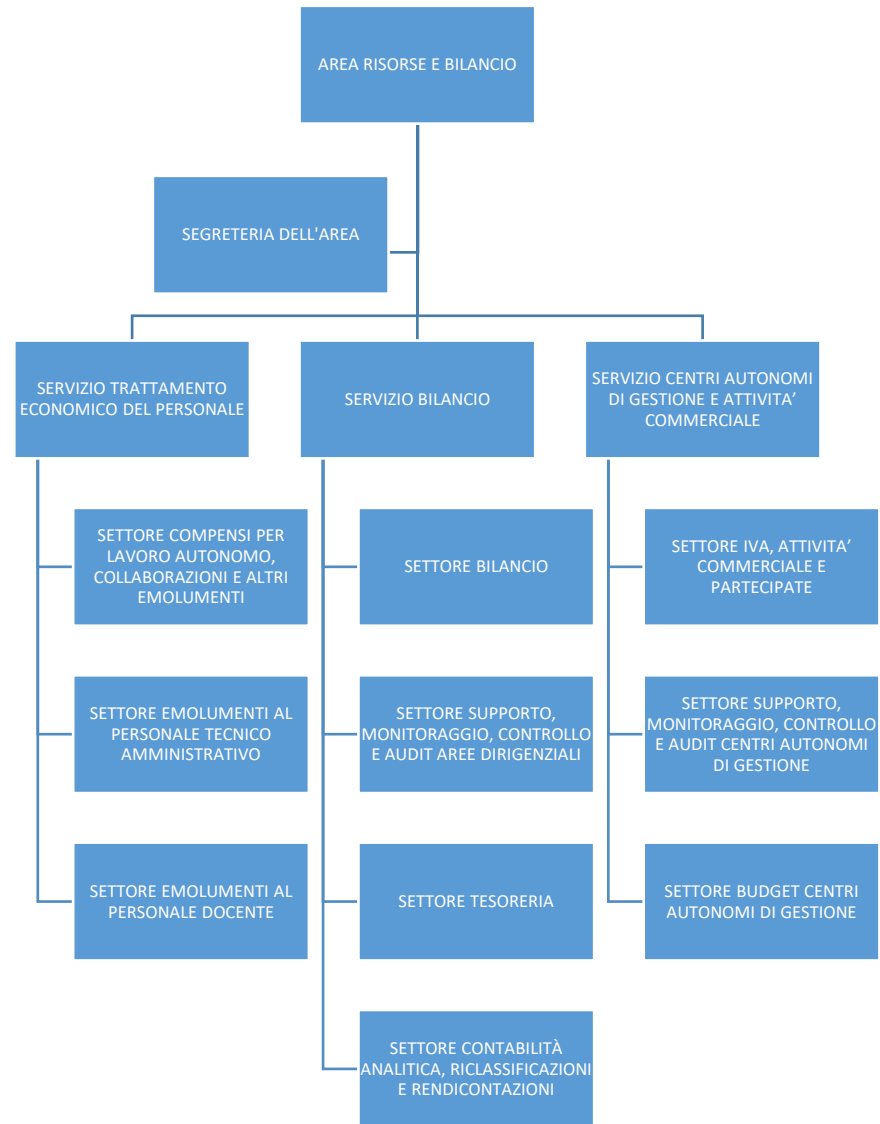 AREA RISORSE E BILANCIO
SEGRETERIA DELL'AREA
SERVIZIO TRATTAMENTO
ECONOMICO DEL PERSONALE
SERVIZIO BILANCIO
SERVIZIO CENTRI AUTONOMI
DI GESTIONE E ATTIVITA’
COMMERCIALE
SETTORE COMPENSI PER
LAVORO AUTONOMO,
COLLABORAZIONI E ALTRI
EMOLUMENTI
SETTORE BILANCIO
SETTORE IVA, ATTIVITA’
COMMERCIALE E
PARTECIPATE
SETTORE EMOLUMENTI AL
PERSONALE TECNICO
AMMINISTRATIVO
SETTORE SUPPORTO,
MONITORAGGIO, CONTROLLO
E AUDIT AREE DIRIGENZIALI
SETTORE SUPPORTO,
MONITORAGGIO, CONTROLLO
E AUDIT CENTRI AUTONOMI
DI GESTIONE
SETTORE EMOLUMENTI AL
PERSONALE DOCENTE
SETTORE TESORERIA
SETTORE BUDGET CENTRI
AUTONOMI DI GESTIONE
SETTORE CONTABILITÀ
ANALITICA, RICLASSIFICAZIONI
E RENDICONTAZIONI